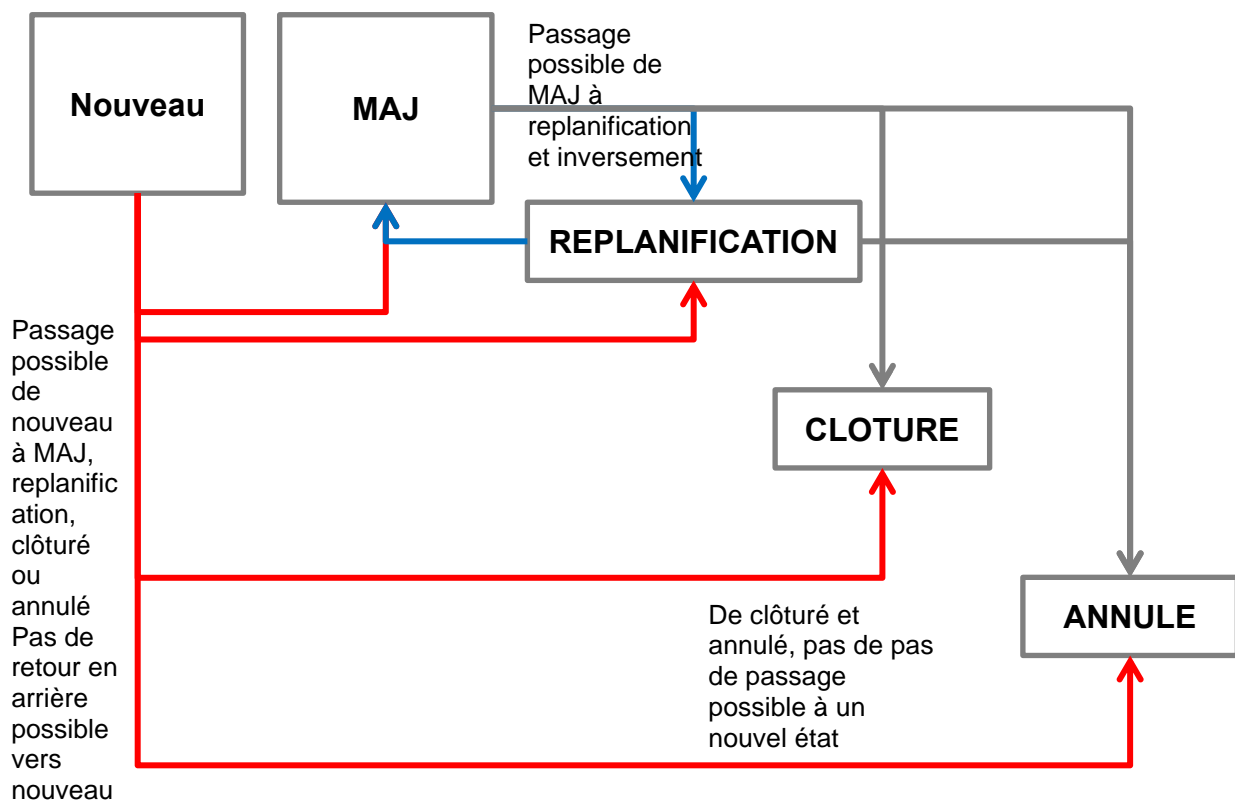 Nouveau
MAJ
Passage
possible de
MAJ à
replanification
et inversement
REPLANIFICATION
Passage
possible
de
nouveau
à MAJ,
replanific
ation,
clôturé
ou
annulé
Pas de
retour en
arrière
possible
vers
nouveau
CLOTURE
De clôturé et
annulé, pas de pas
de passage
possible à un
nouvel état
ANNULE